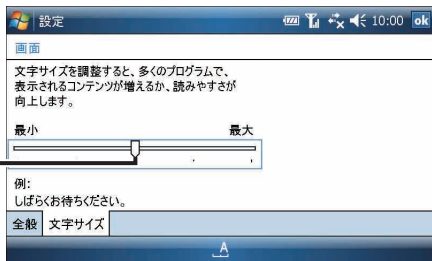 設定 10:00 ok
画面
文字サイズを調整すると、多くのプログラムで、
表示されるコンテンツが増えるか、読みやすさが
向上します。
最小 最大
例:
しばらくお待ちください。
全般 文字サイズ
A